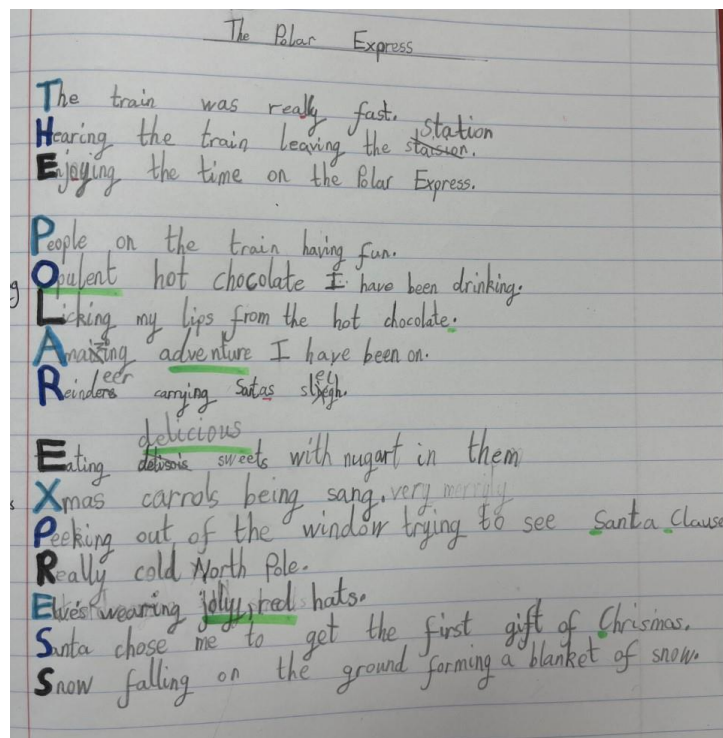 The Polar Express
The train was really fast.
station
Hearing the train leaving the starsion.
Enjoying the time on the Polar Express.
People on the train having fun.
Opulent hot chocolate I have been drinking.
Licking my lips from the hot chocolate.
Amazing adventure I have been on.
Reindeer carrying Santas sleigh.
delicious
Eating delisois sweets with nugart in them
Xmas carrols being sang. very merrily
Peeking out of the window trying to see Santa Clause
Really cold North Pole.
Elves wearing jolly, red hats.
Santa chose me to get the first gift of Chrismas.
Snow falling on the ground forming a blanket of snow.